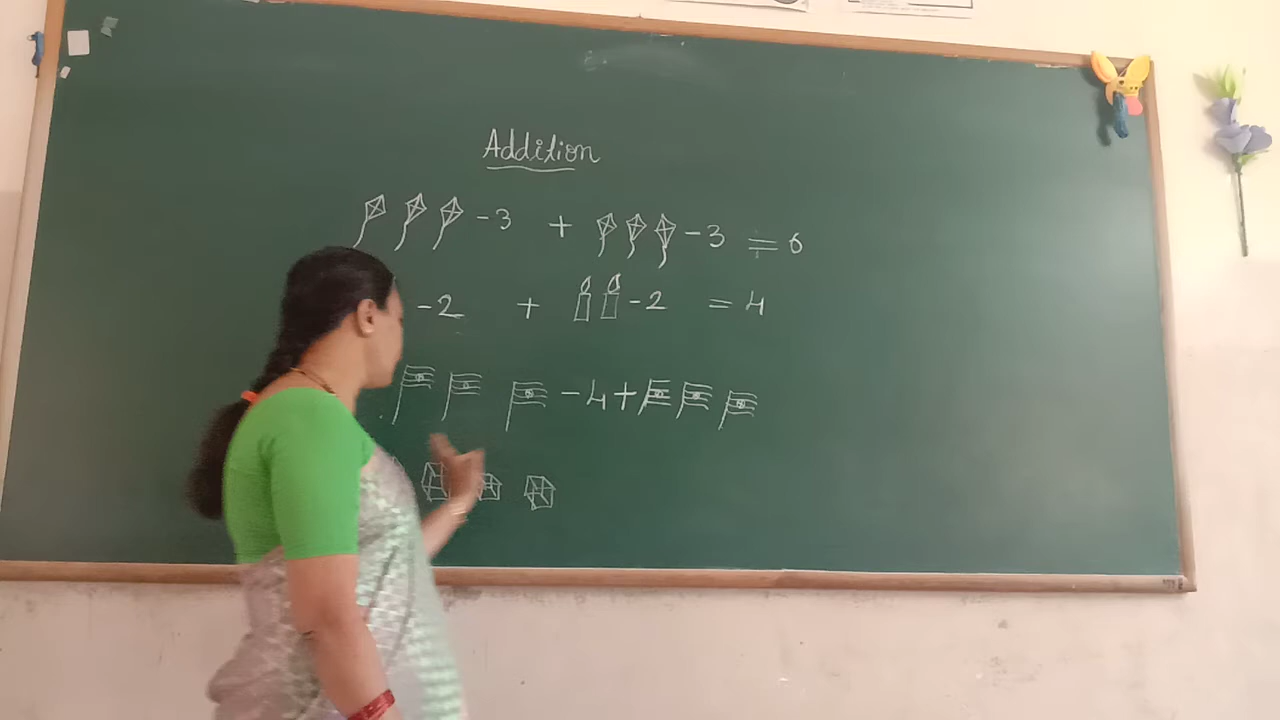 Addition
-3 + -3 = 6
-2 + -2 = 4
-4 +